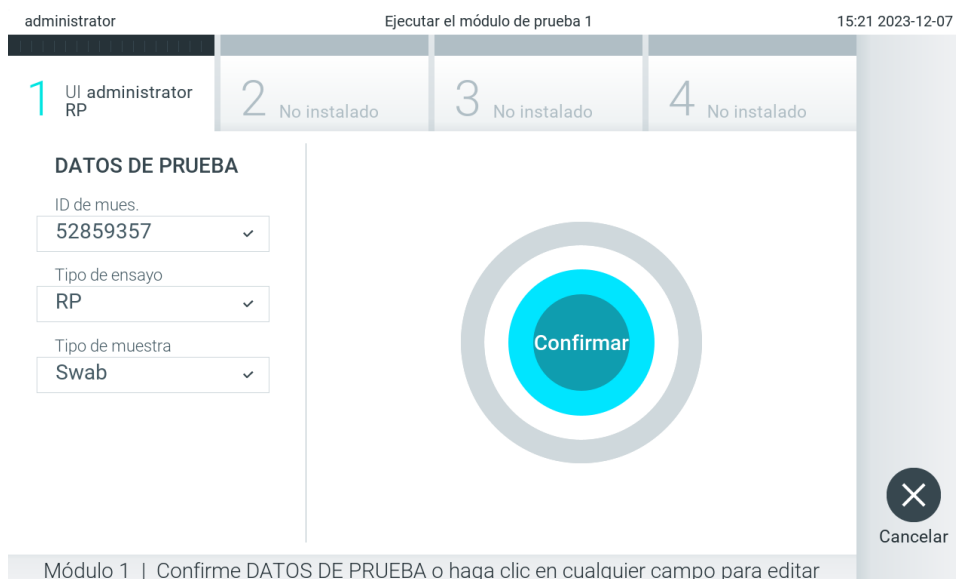 administrator
Ejecutar el módulo de prueba 1
15:21 2023-12-07
1 UI administrator
RP
2 No instalado
3 No instalado
4 No instalado
DATOS DE PRUEBA
ID de mues.
52859357
Tipo de ensayo
RP
Tipo de muestra
Swab
Confirmar
Cancelar
Módulo 1 | Confirme DATOS DE PRUEBA o haga clic en cualquier campo para editar